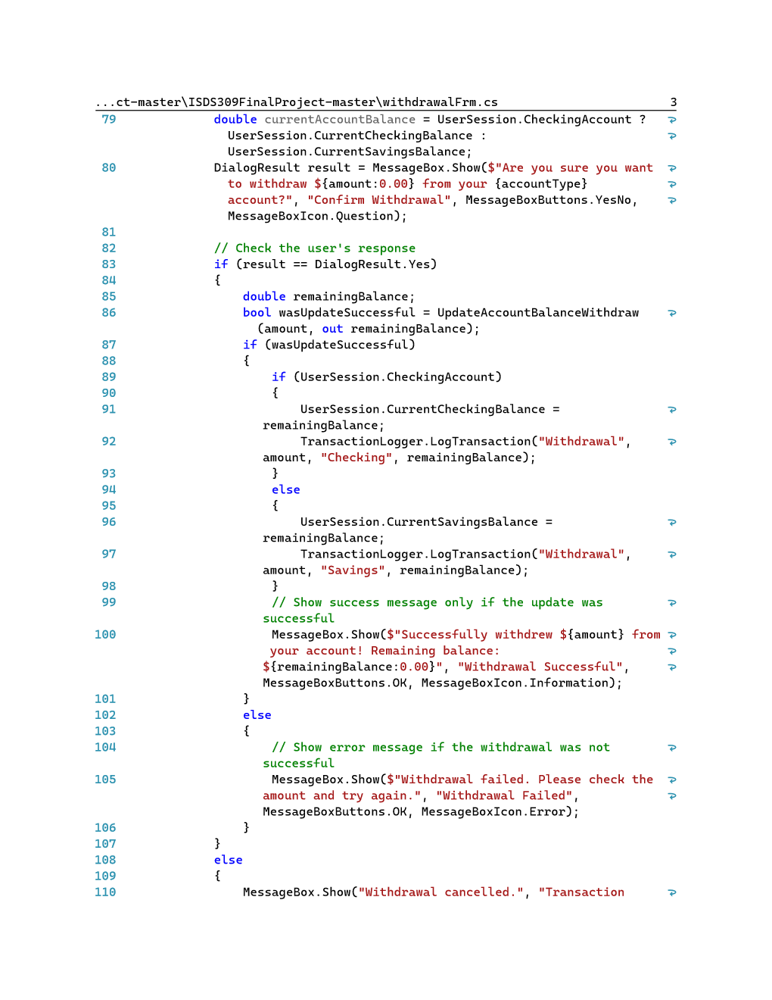 ...ct-master\ISDS309FinalProject-master\withdrawalFrm.cs 3
79 double currentAccountBalance = UserSession.CheckingAccount ?
UserSession.CurrentCheckingBalance :
UserSession.CurrentSavingsBalance;
80 DialogResult result = MessageBox.Show($"Are you sure you want
to withdraw ${amount:0.00} from your {accountType}
account?", "Confirm Withdrawal", MessageBoxButtons.YesNo,
MessageBoxIcon.Question);
81
82 // Check the user's response
83 if (result == DialogResult.Yes)
84 {
85 double remainingBalance;
86 bool wasUpdateSuccessful = UpdateAccountBalanceWithdraw
(amount, out remainingBalance);
87 if (wasUpdateSuccessful)
88 {
89 if (UserSession.CheckingAccount)
90 {
91 UserSession.CurrentCheckingBalance =
remainingBalance;
92 TransactionLogger.LogTransaction("Withdrawal",
amount, "Checking", remainingBalance);
93 }
94 else
95 {
96 UserSession.CurrentSavingsBalance =
remainingBalance;
97 TransactionLogger.LogTransaction("Withdrawal",
amount, "Savings", remainingBalance);
98 }
99 // Show success message only if the update was
successful
100 MessageBox.Show($"Successfully withdrew ${amount} from
your account! Remaining balance:
${remainingBalance:0.00}", "Withdrawal Successful",
MessageBoxButtons.OK, MessageBoxIcon.Information);
101 }
102 else
103 {
104 // Show error message if the withdrawal was not
successful
105 MessageBox.Show($"Withdrawal failed. Please check the
amount and try again.", "Withdrawal Failed",
MessageBoxButtons.OK, MessageBoxIcon.Error);
106 }
107 }
108 else
109 {
110 MessageBox.Show("Withdrawal cancelled.", "Transaction